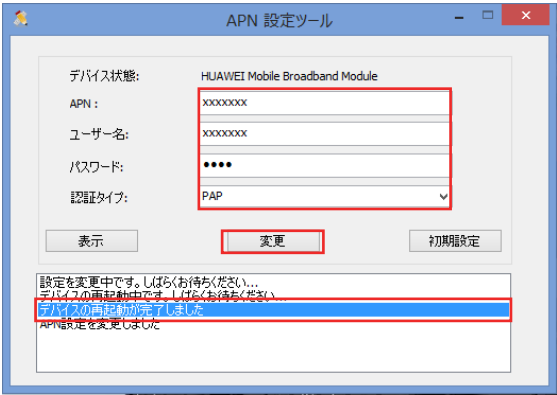 APN 設定ツール
デバイス状態: HUAWEI Mobile Broadband Module
APN : xxxxxxx
ユーザー名: xxxxxxx
パスワード: ●●●●
認証タイプ: PAP
表示 変更 初期設定
設定を変更中です。しばらくお待ちください...
デバイスの再起動中です。しばらくお待ちください...
デバイスの再起動が完了しました
APN設定を変更しました